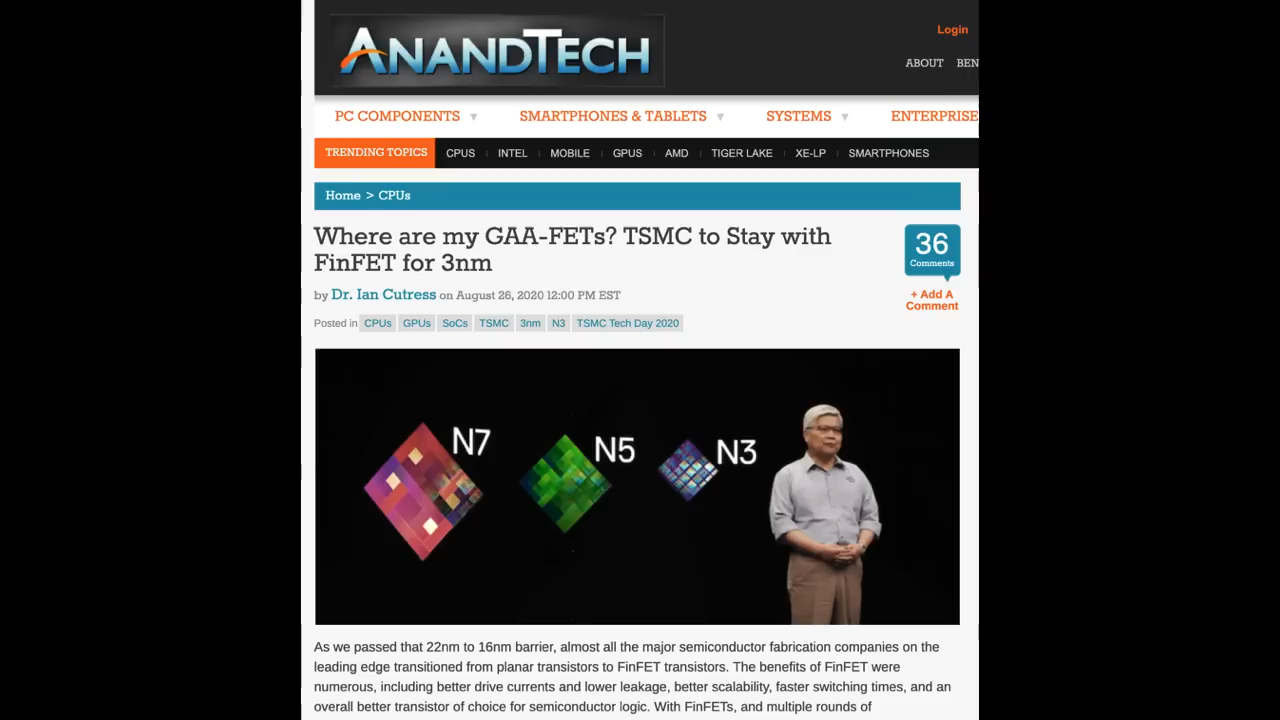 ANANDTECH
Login
ABOUT BEN
PC COMPONENTS SMARTPHONES & TABLETS SYSTEMS ENTERPRISE
TRENDING TOPICS CPUS INTEL MOBILE GPUS AMD TIGER LAKE XE-LP SMARTPHONES
Home > CPUs
Where are my GAA-FETs? TSMC to Stay with
FinFET for 3nm
36
Comments
+ Add A
Comment
by Dr. Ian Cutress on August 26, 2020 12:00 PM EST
Posted in CPUs GPUs SoCs TSMC 3nm N3 TSMC Tech Day 2020
N7 N5 N3
As we passed that 22nm to 16nm barrier, almost all the major semiconductor fabrication companies on the
leading edge transitioned from planar transistors to FinFET transistors. The benefits of FinFET were
numerous, including better drive currents and lower leakage, better scalability, faster switching times, and an
overall better transistor of choice for semiconductor logic. With FinFETs, and multiple rounds of